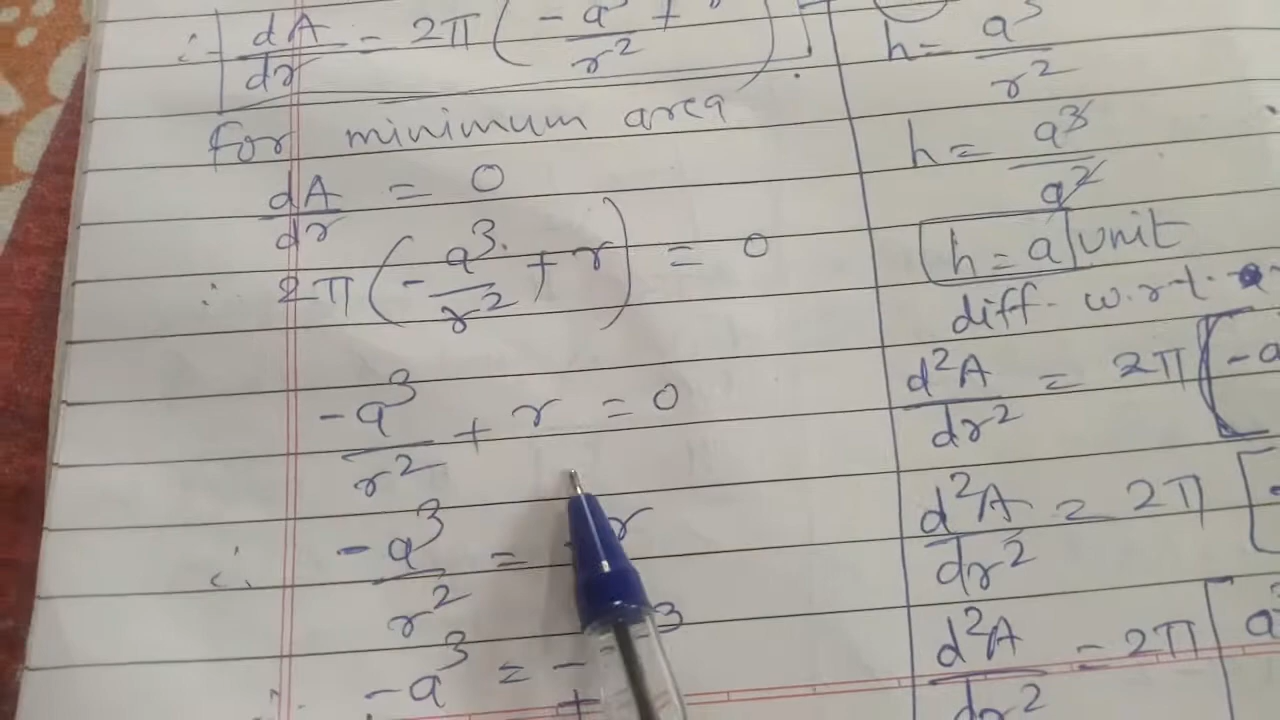 ∴ dA/dr = 2π(-a³/r² +
For minimum area
dA/dr = 0
∴ 2π(-a³/r² + r) = 0
-a³/r² + r = 0
∴ -a³/r² = -r
∴ -a³ = -
h = a³/r²
h = a³/a²
h = a unit
diff. w.r.t.
d²A/dr² = 2π(-a
d²A/dr² = 2π[
d²A/dr² = 2π[a